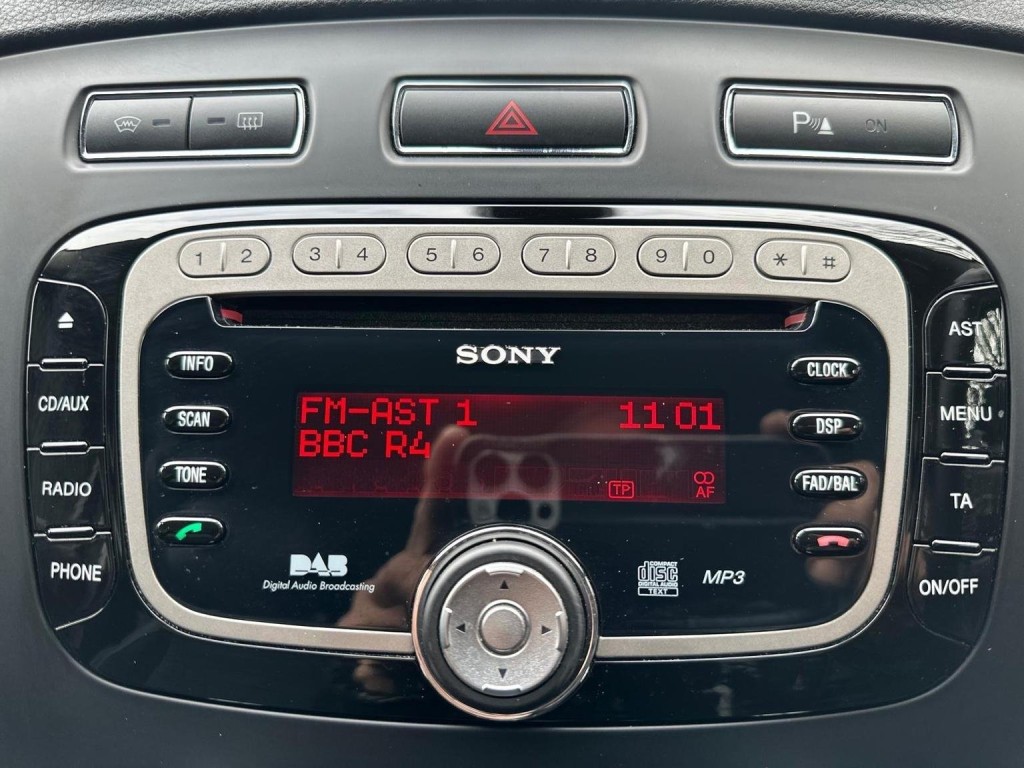 P ON
1 2 3 4 5 6 7 8 9 0 * #
SONY
AST
INFO
CLOCK
CD/AUX
SCAN
FM-AST 1 11 01
DSP
MENU
BBC R4
RADIO
TONE
TP
AF
FAD/BAL
TA
PHONE
DAB
Digital Audio Broadcasting
COMPACT
disc
DIGITAL AUDIO
TEXT
MP3
ON/OFF